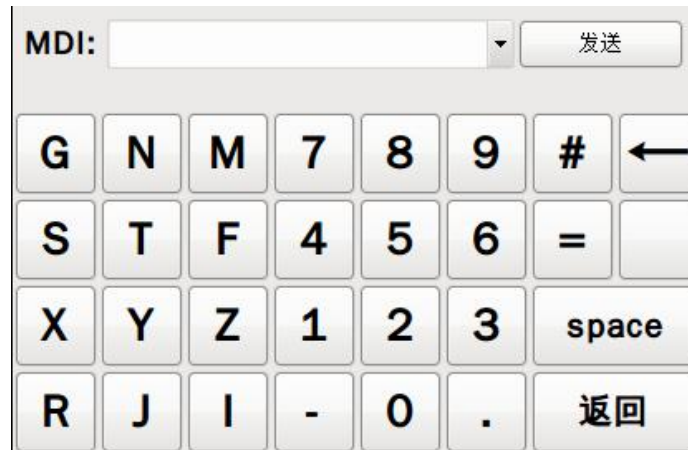 MDI: 发送
G N M 7 8 9 # ←
S T F 4 5 6 =
X Y Z 1 2 3 space
R J I - 0 . 返回